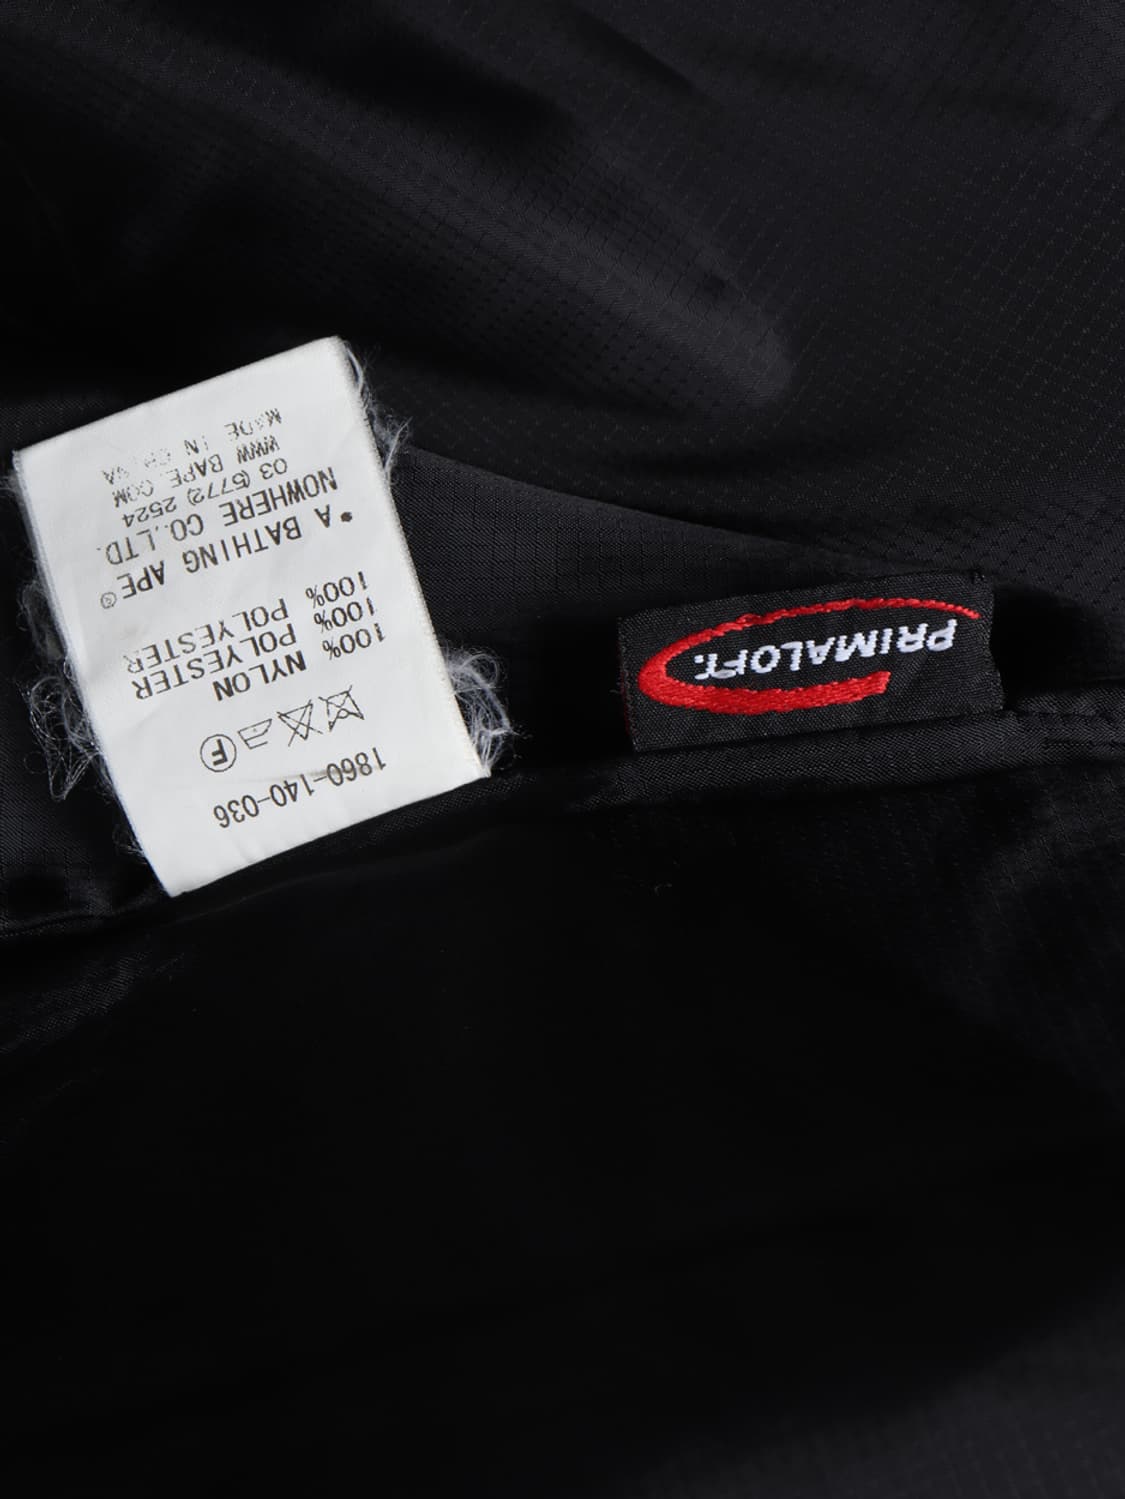 1860-140-036
F
100% NYLON
100% POLYESTER
100% POLYESTER
*A BATHING APE®
NOWHERE CO.,LTD.
03 (5772) 2524
WWW BAPE.COM
MADE IN CHINA
PRIMALOFT.